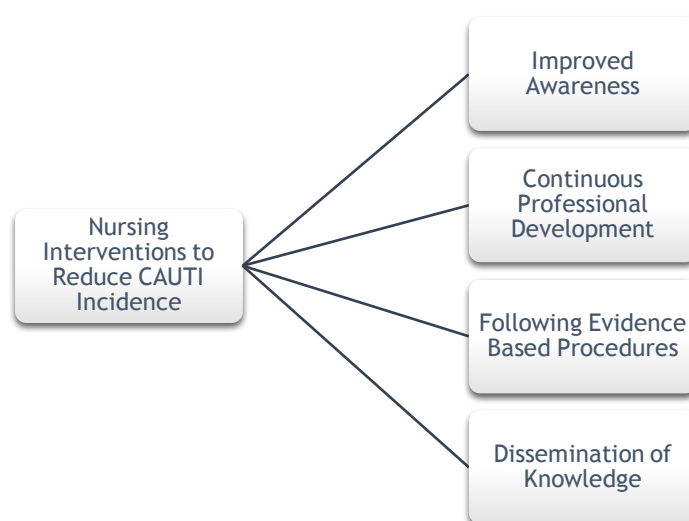 Nursing
Interventions to
Reduce CAUTI
Incidence
Improved
Awareness
Continuous
Professional
Development
Following Evidence
Based Procedures
Dissemination of
Knowledge